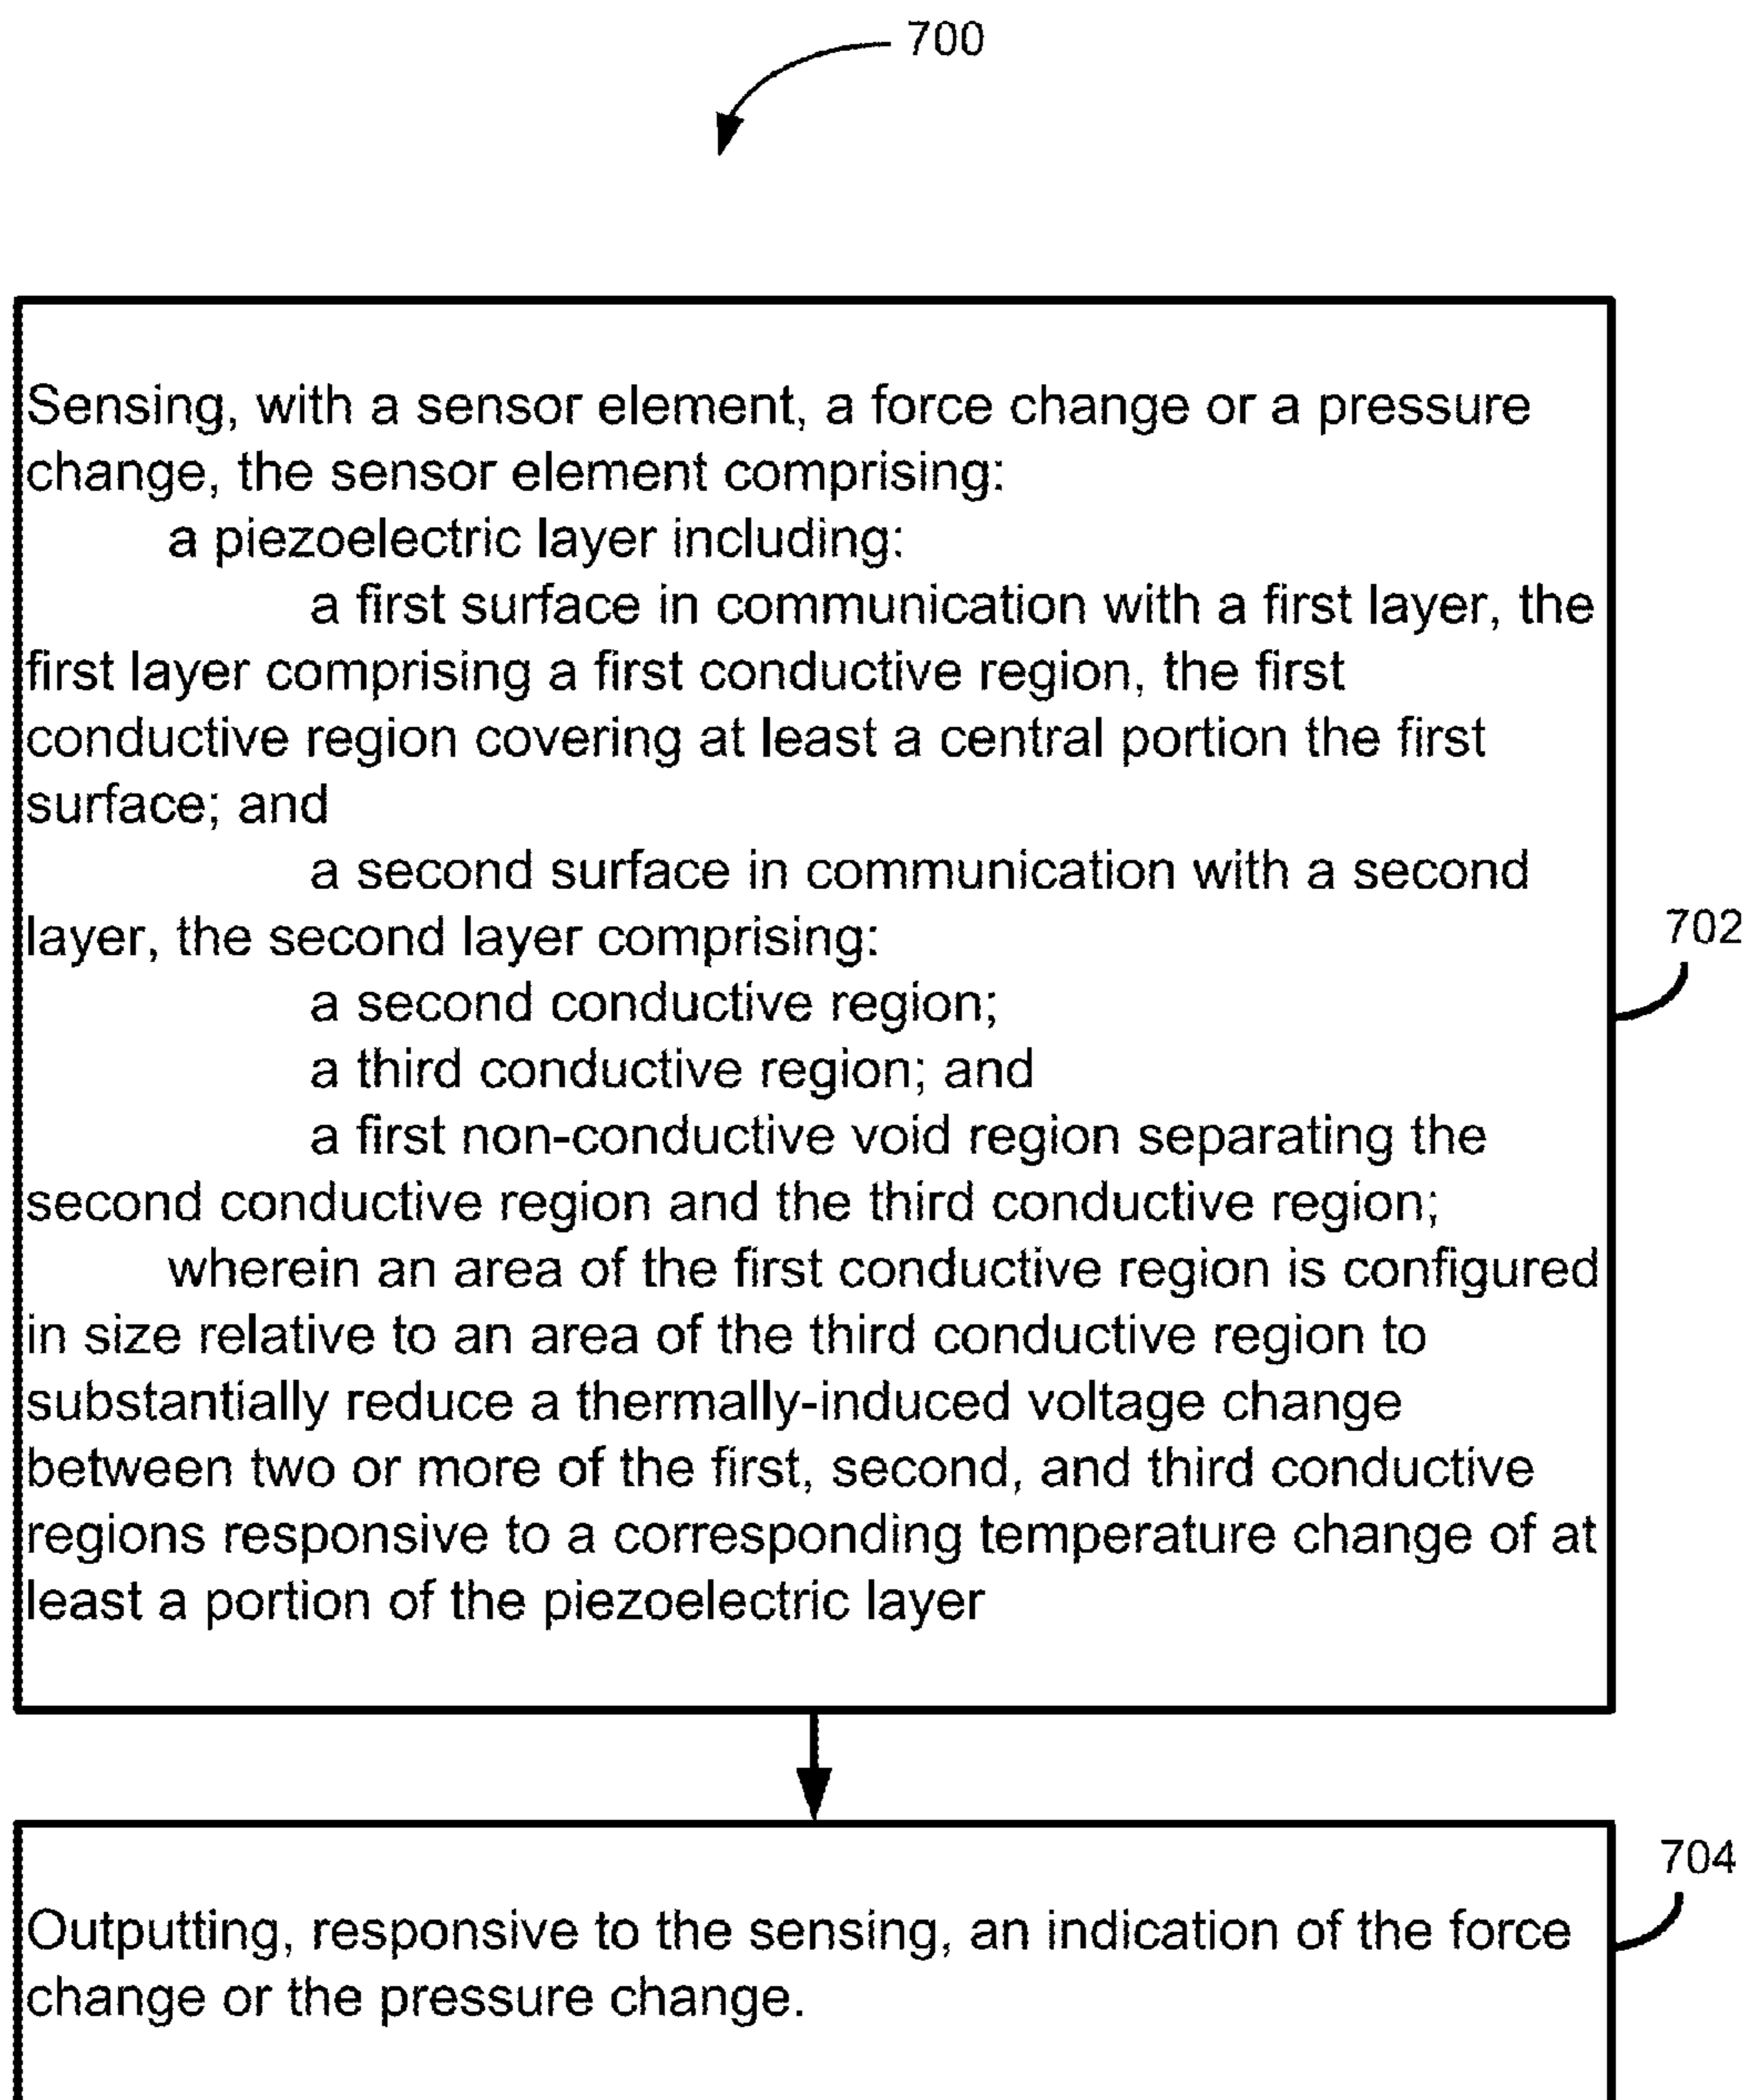 700
Sensing, with a sensor element, a force change or a pressure
change, the sensor element comprising:
a piezoelectric layer including:
a first surface in communication with a first layer, the
first layer comprising a first conductive region, the first
conductive region covering at least a central portion the first
surface; and
a second surface in communication with a second
layer, the second layer comprising:
a second conductive region;
a third conductive region; and
a first non-conductive void region separating the
second conductive region and the third conductive region;
wherein an area of the first conductive region is configured
in size relative to an area of the third conductive region to
substantially reduce a thermally-induced voltage change
between two or more of the first, second, and third conductive
regions responsive to a corresponding temperature change of at
least a portion of the piezoelectric layer
702
Outputting, responsive to the sensing, an indication of the force
change or the pressure change.
704